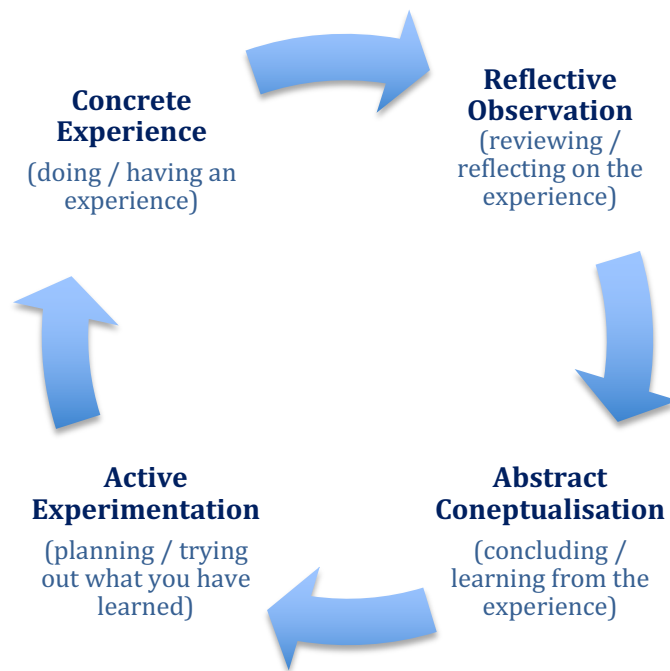 Concrete
Experience
(doing / having an
experience)
Reflective
Observation
(reviewing /
reflecting on the
experience)
Abstract
Coneptualisation
(concluding /
learning from the
experience)
Active
Experimentation
(planning / trying
out what you have
learned)